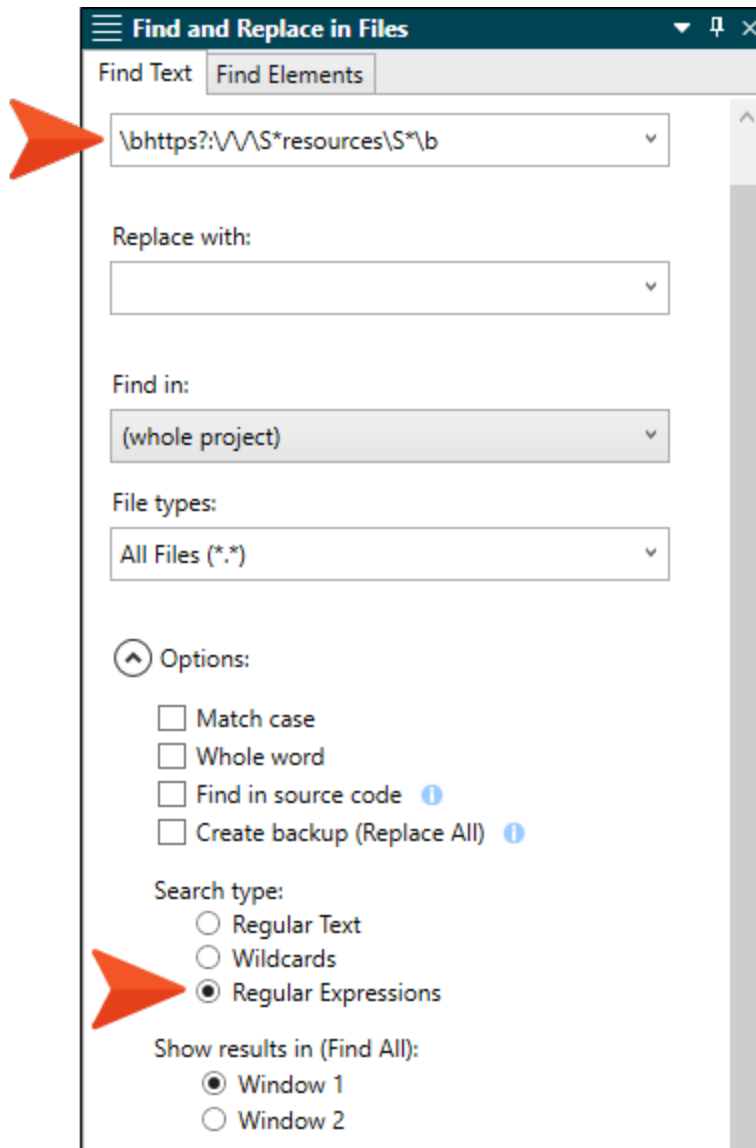 Find and Replace in Files
Find Text Find Elements
\bhttps?:\/\/\S*resources\S*\b
Replace with:
Find in:
(whole project)
File types:
All Files (*.*)
Options:
Match case
Whole word
Find in source code
Create backup (Replace All)
Search type:
Regular Text
Wildcards
Regular Expressions
Show results in (Find All):
Window 1
Window 2